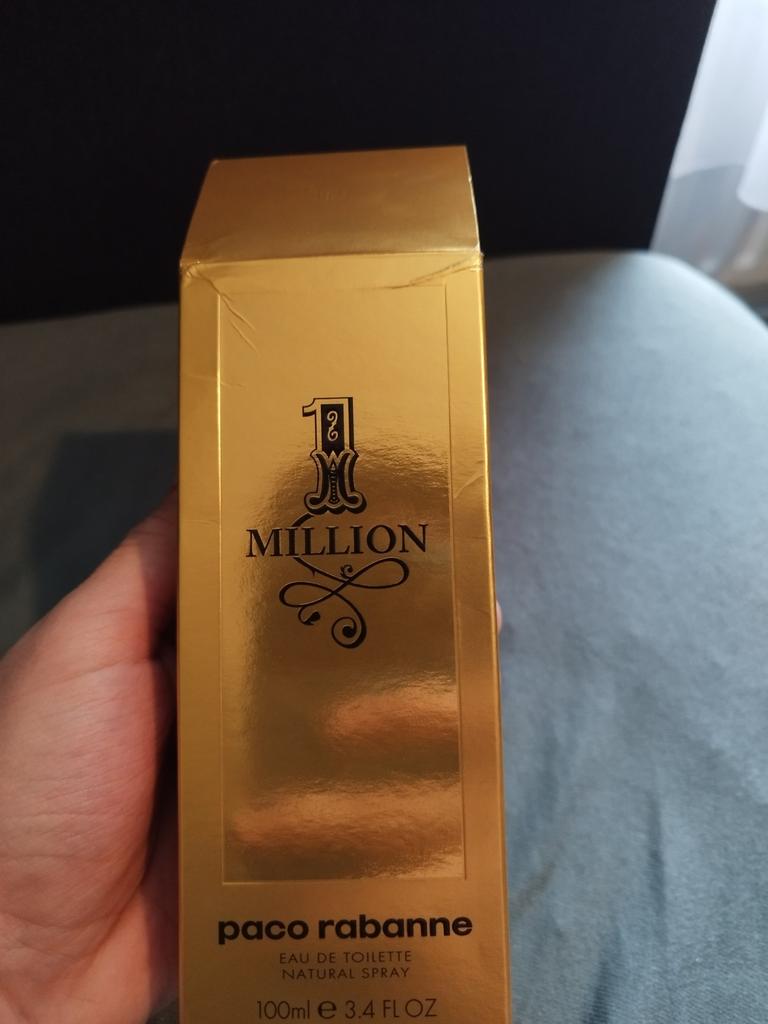 1
MILLION
paco rabanne
EAU DE TOILETTE
NATURAL SPRAY
100ml e 3.4 FL OZ